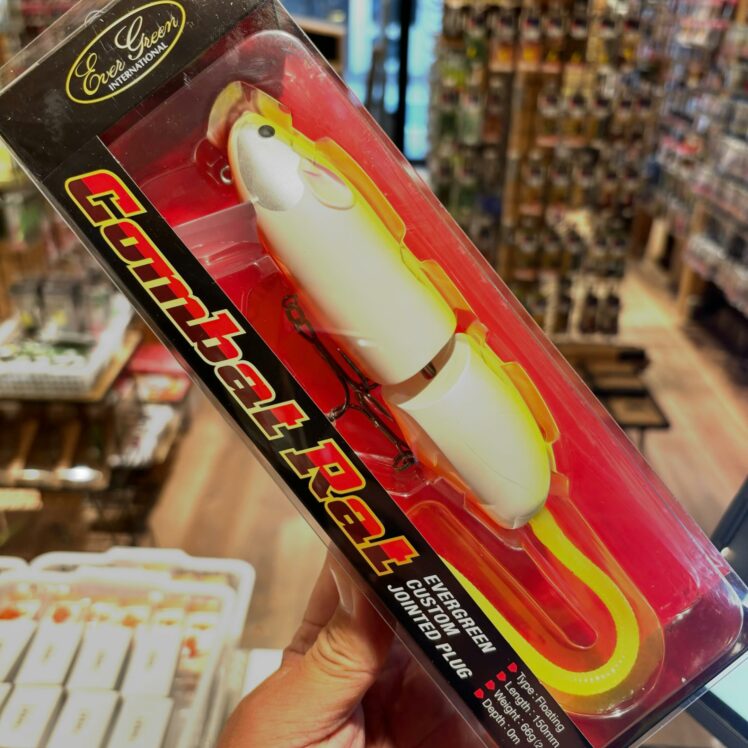 Ever Green
INTERNATIONAL
Combat Rat
EVERGREEN
CUSTOM
JOINTED PLUG
Type : Floating
Length : 150mm
Weight : 66g
Depth : 0m